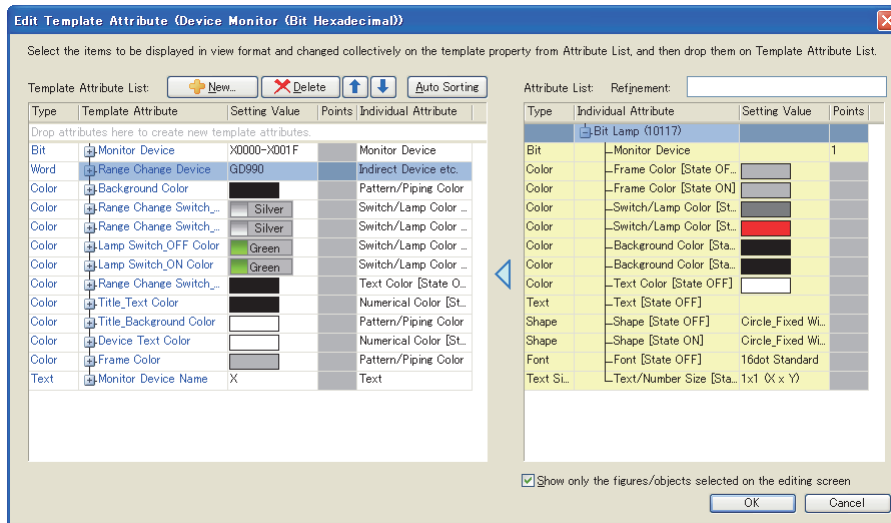 Edit Template Attribute (Device Monitor (Bit Hexadecimal))
Select the items to be displayed in view format and changed collectively on the template property from Attribute List, and then drop them on Template Attribute List.
Template Attribute List: New... Delete Auto Sorting
Type Template Attribute Setting Value Points Individual Attribute
Drop attributes here to create new template attributes.
Bit Monitor Device X0000-X001F Monitor Device
Word Range Change Device GD990 Indirect Device etc.
Color Background Color Pattern/Piping Color
Color Range Change Switch_... Silver Switch/Lamp Color ...
Color Range Change Switch_... Silver Switch/Lamp Color ...
Color Lamp Switch_OFF Color Green Switch/Lamp Color ...
Color Lamp Switch_ON Color Green Switch/Lamp Color ...
Color Range Change Switch_... Text Color [State O...
Color Title_Text Color Numerical Color [St...
Color Title_Background Color Pattern/Piping Color
Color Device Text Color Numerical Color [St...
Color Frame Color Pattern/Piping Color
Text Monitor Device Name X Text
Attribute List: Refinement:
Type Individual Attribute Setting Value Points
Bit Lamp (10117)
Bit Monitor Device 1
Color Frame Color [State OF...
Color Frame Color [State ON]
Color Switch/Lamp Color [St...
Color Switch/Lamp Color [St...
Color Background Color [Sta...
Color Background Color [Sta...
Color Text Color [State OFF]
Text Text [State OFF]
Shape Shape [State OFF] Circle_Fixed Wi...
Shape Shape [State ON] Circle_Fixed Wi...
Font Font [State OFF] 16dot Standard
Text Si... Text/Number Size [Sta... 1x1 (X x Y)
Show only the figures/objects selected on the editing screen
OK Cancel